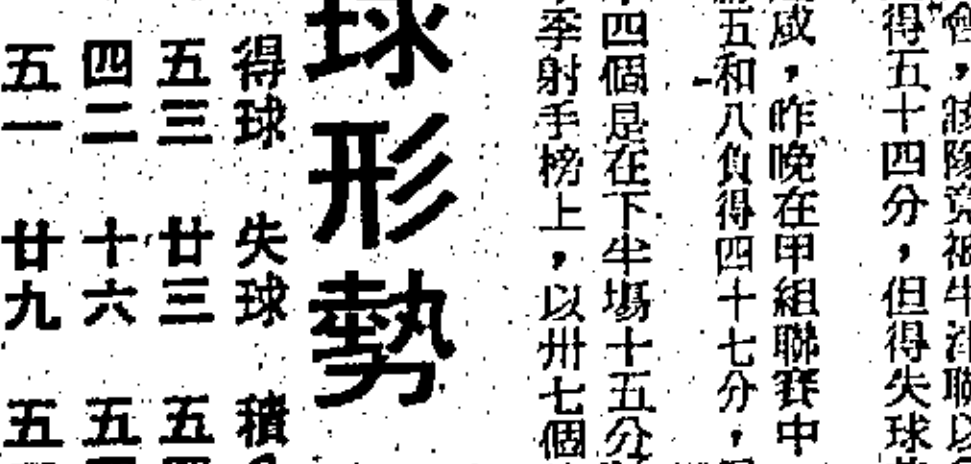 得五十四分，但得失球
威，昨晚在甲組聯賽中
五和八負得四十七分，
四個是在下半場十五分
季射手榜上，以卅七個
球形勢
得球 失球 積
五三 廿三 五
四二 十六 五
五一 廿九 五